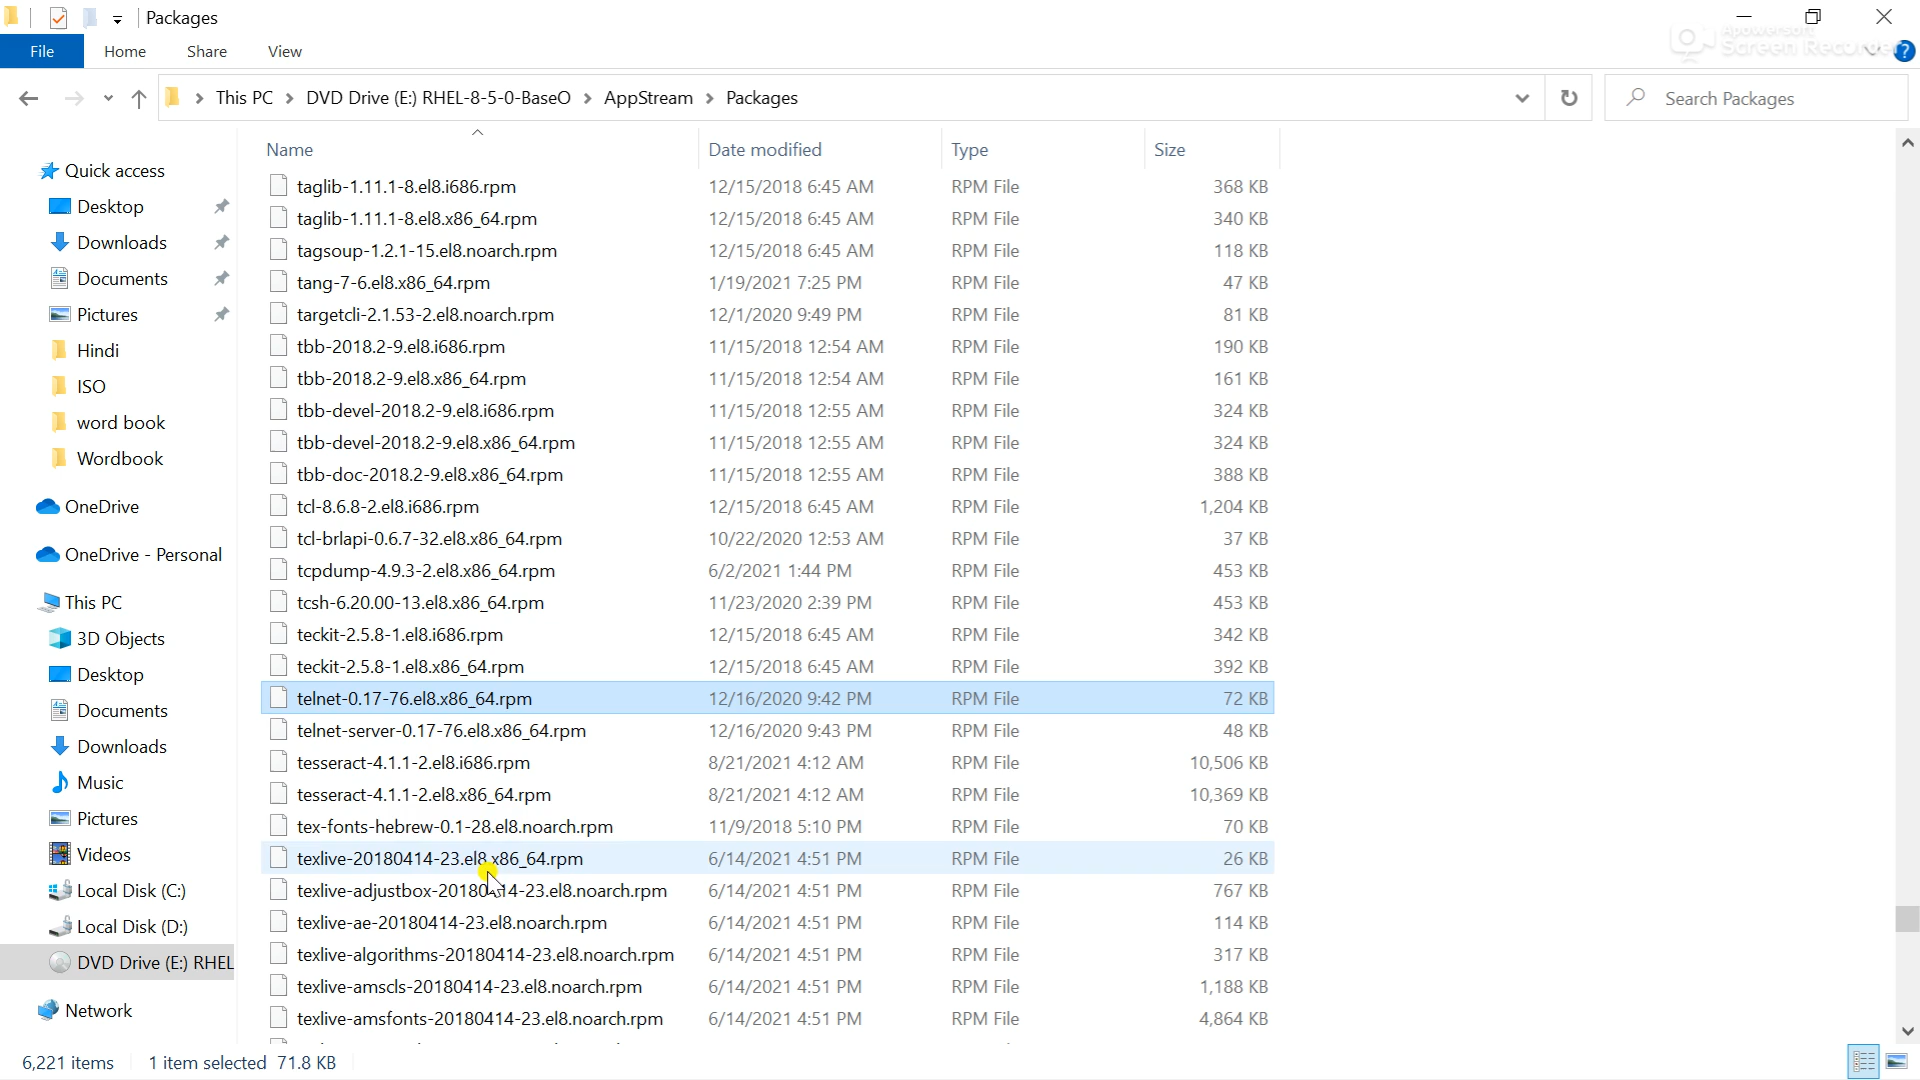 Packages
Apowersoft
Screen Recorder
File Home Share View
This PC DVD Drive (E:) RHEL-8-5-0-BaseO AppStream Packages
Search Packages
Name Date modified Type Size
Quick access
Desktop
Downloads
Documents
Pictures
Hindi
ISO
word book
Wordbook
OneDrive
OneDrive - Personal
This PC
3D Objects
Desktop
Documents
Downloads
Music
Pictures
Videos
Local Disk (C:)
Local Disk (D:)
DVD Drive (E:) RHEL
Network
taglib-1.11.1-8.el8.i686.rpm 12/15/2018 6:45 AM RPM File 368 KB
taglib-1.11.1-8.el8.x86_64.rpm 12/15/2018 6:45 AM RPM File 340 KB
tagsoup-1.2.1-15.el8.noarch.rpm 12/15/2018 6:45 AM RPM File 118 KB
tang-7-6.el8.x86_64.rpm 1/19/2021 7:25 PM RPM File 47 KB
targetcli-2.1.53-2.el8.noarch.rpm 12/1/2020 9:49 PM RPM File 81 KB
tbb-2018.2-9.el8.i686.rpm 11/15/2018 12:54 AM RPM File 190 KB
tbb-2018.2-9.el8.x86_64.rpm 11/15/2018 12:54 AM RPM File 161 KB
tbb-devel-2018.2-9.el8.i686.rpm 11/15/2018 12:55 AM RPM File 324 KB
tbb-devel-2018.2-9.el8.x86_64.rpm 11/15/2018 12:55 AM RPM File 324 KB
tbb-doc-2018.2-9.el8.x86_64.rpm 11/15/2018 12:55 AM RPM File 388 KB
tcl-8.6.8-2.el8.i686.rpm 12/15/2018 6:45 AM RPM File 1,204 KB
tcl-brlapi-0.6.7-32.el8.x86_64.rpm 10/22/2020 12:53 AM RPM File 37 KB
tcpdump-4.9.3-2.el8.x86_64.rpm 6/2/2021 1:44 PM RPM File 453 KB
tcsh-6.20.00-13.el8.x86_64.rpm 11/23/2020 2:39 PM RPM File 453 KB
teckit-2.5.8-1.el8.i686.rpm 12/15/2018 6:45 AM RPM File 342 KB
teckit-2.5.8-1.el8.x86_64.rpm 12/15/2018 6:45 AM RPM File 392 KB
telnet-0.17-76.el8.x86_64.rpm 12/16/2020 9:42 PM RPM File 72 KB
telnet-server-0.17-76.el8.x86_64.rpm 12/16/2020 9:43 PM RPM File 48 KB
tesseract-4.1.1-2.el8.i686.rpm 8/21/2021 4:12 AM RPM File 10,506 KB
tesseract-4.1.1-2.el8.x86_64.rpm 8/21/2021 4:12 AM RPM File 10,369 KB
tex-fonts-hebrew-0.1-28.el8.noarch.rpm 11/9/2018 5:10 PM RPM File 70 KB
texlive-20180414-23.el8.x86_64.rpm 6/14/2021 4:51 PM RPM File 26 KB
texlive-adjustbox-20180414-23.el8.noarch.rpm 6/14/2021 4:51 PM RPM File 767 KB
texlive-ae-20180414-23.el8.noarch.rpm 6/14/2021 4:51 PM RPM File 114 KB
texlive-algorithms-20180414-23.el8.noarch.rpm 6/14/2021 4:51 PM RPM File 317 KB
texlive-amscls-20180414-23.el8.noarch.rpm 6/14/2021 4:51 PM RPM File 1,188 KB
texlive-amsfonts-20180414-23.el8.noarch.rpm 6/14/2021 4:51 PM RPM File 4,864 KB
6,221 items 1 item selected 71.8 KB